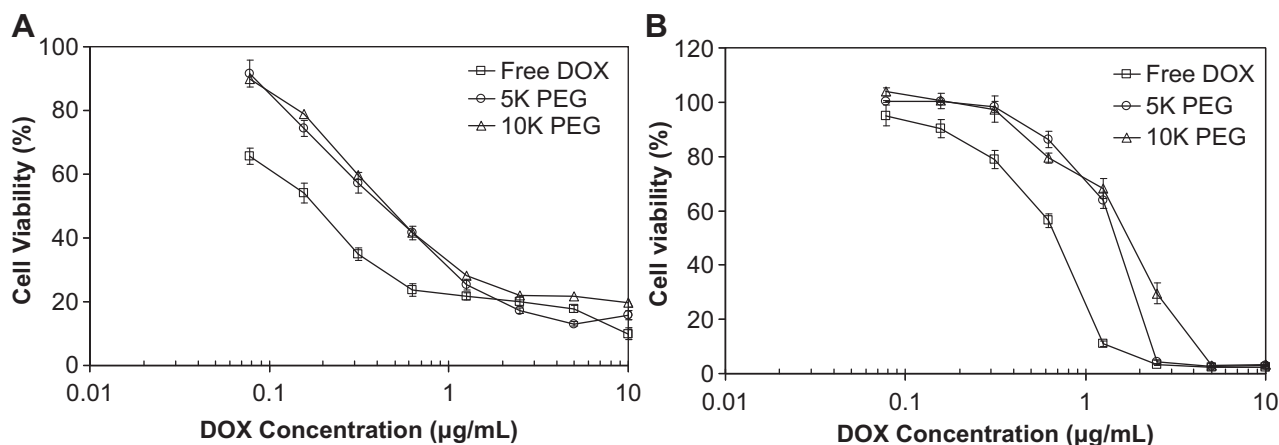 A
Cell Viability (%)
100
80
60
40
20
0
0.01
0.1
1
10
DOX Concentration (µg/mL)
Free DOX
5K PEG
10K PEG
B
Cell viability (%)
120
100
80
60
40
20
0
0.01
0.1
1
10
DOX Concentration (µg/mL)
Free DOX
5K PEG
10K PEG